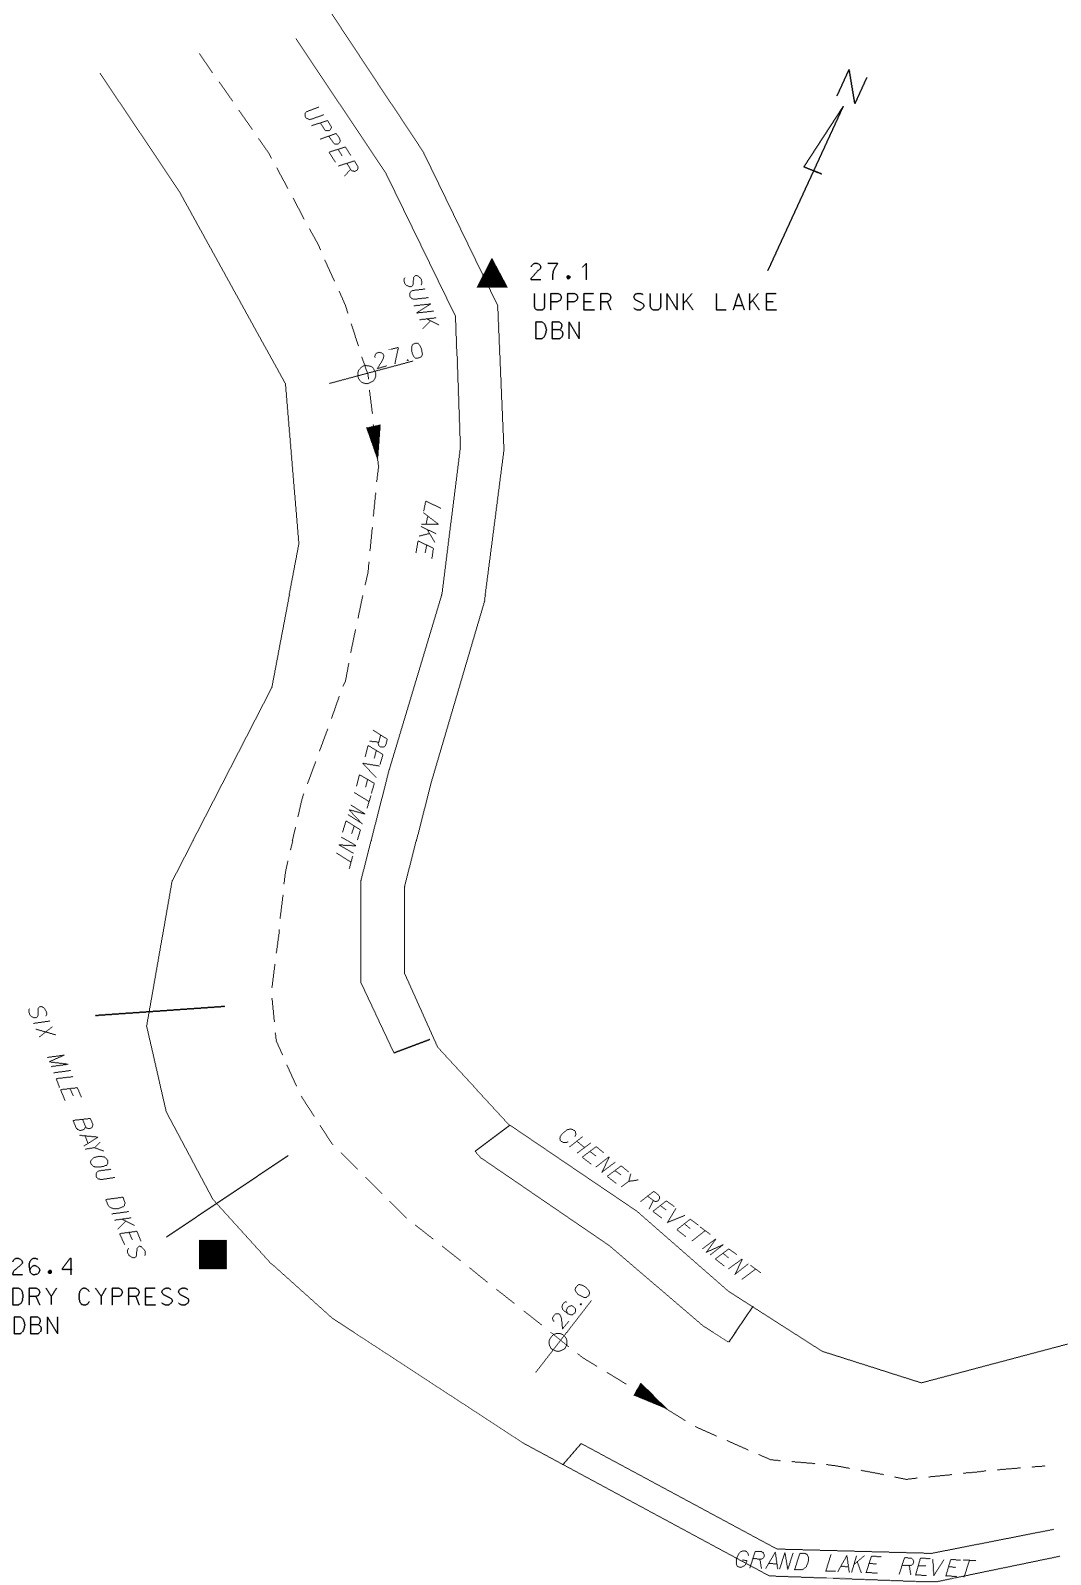 N
UPPER
SUNK
LAKE
REVETMENT
27.1
UPPER SUNK LAKE
DBN
27.0
SIX MILE BAYOU DIKES
26.4
DRY CYPRESS
DBN
CHENEY REVETMENT
26.0
GRAND LAKE REVET